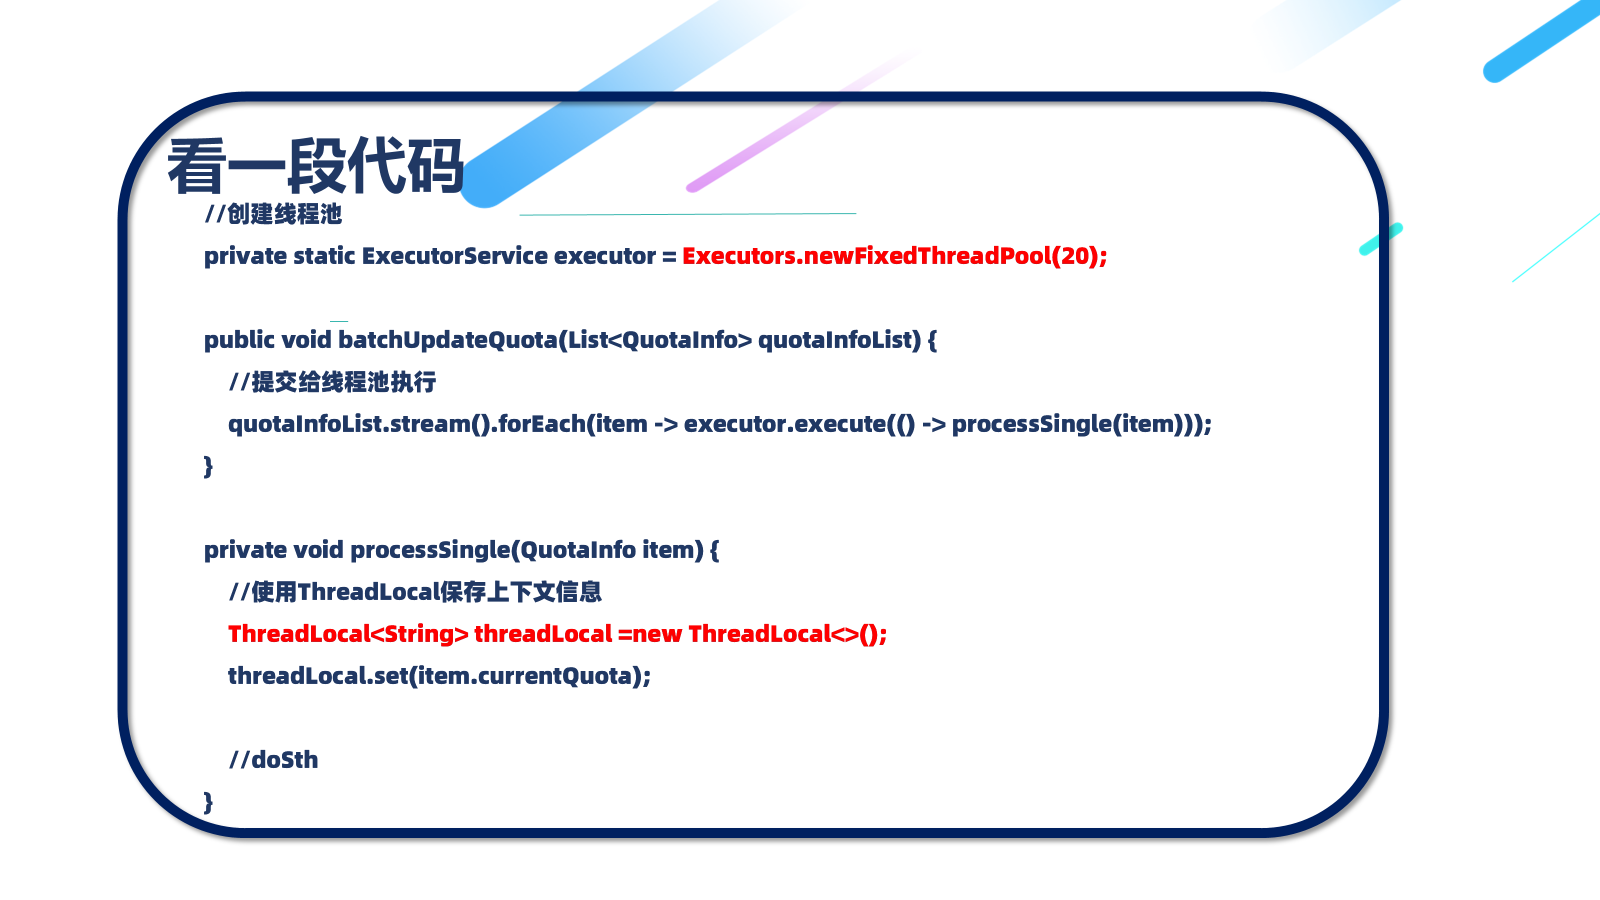 看一段代码
//创建线程池
private static ExecutorService executor = Executors.newFixedThreadPool(20);
public void batchUpdateQuota(List<QuotaInfo> quotaInfoList) {
//提交给线程池执行
quotaInfoList.stream().forEach(item -> executor.execute(() -> processSingle(item)));
}
private void processSingle(QuotaInfo item) {
//使用ThreadLocal保存上下文信息
ThreadLocal<String> threadLocal =new ThreadLocal<>();
threadLocal.set(item.currentQuota);
//doSth
}